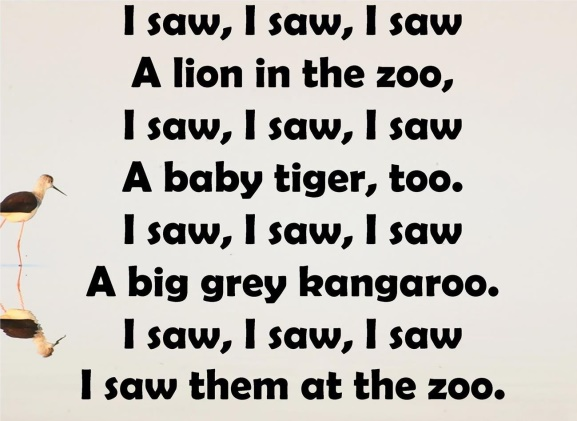 I saw, I saw, I saw
A lion in the zoo,
I saw, I saw, I saw
A baby tiger, too.
I saw, I saw, I saw
A big grey kangaroo.
I saw, I saw, I saw
I saw them at the zoo.